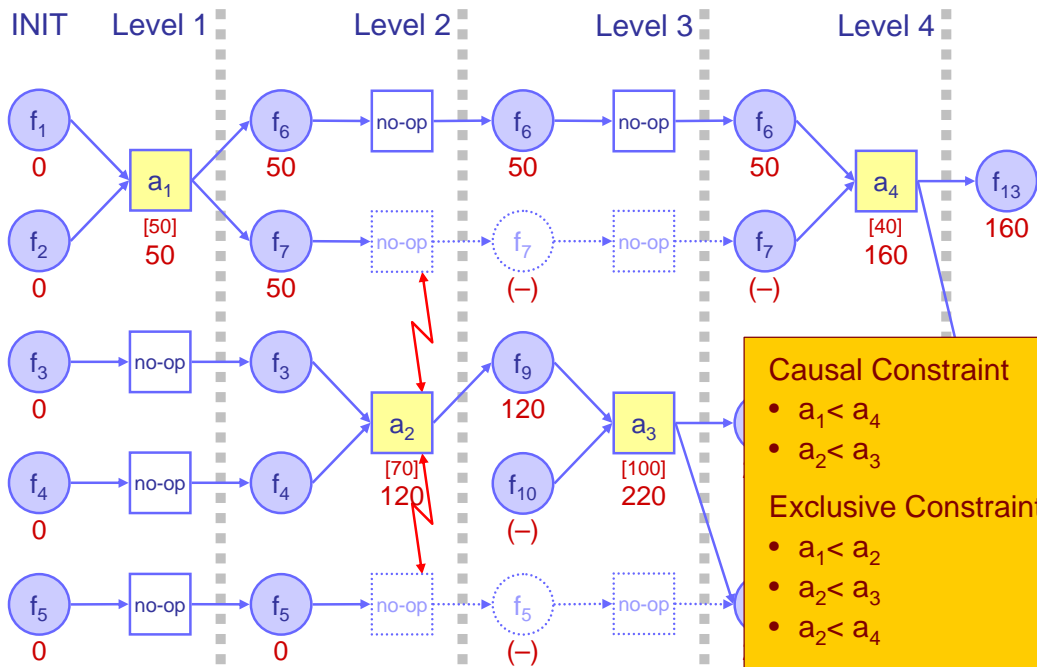 INIT Level 1 Level 2 Level 3 Level 4
f1 f6 no-op f6 no-op f6
0 50 50 50
a1 a4 f13
[50] [40] 160
50 160
f2 f7 no-op f7 no-op f7
0 50 (–) (–)
f3 no-op f3 f9
0 120
a2 a3
[70] [100]
120 220
f4 no-op f4 f10
0 (–)
f5 no-op f5 no-op f5 no-op
0 0 (–)
Causal Constraint
• a1< a4
• a2< a3
Exclusive Constraint
• a1< a2
• a2< a3
• a2< a4